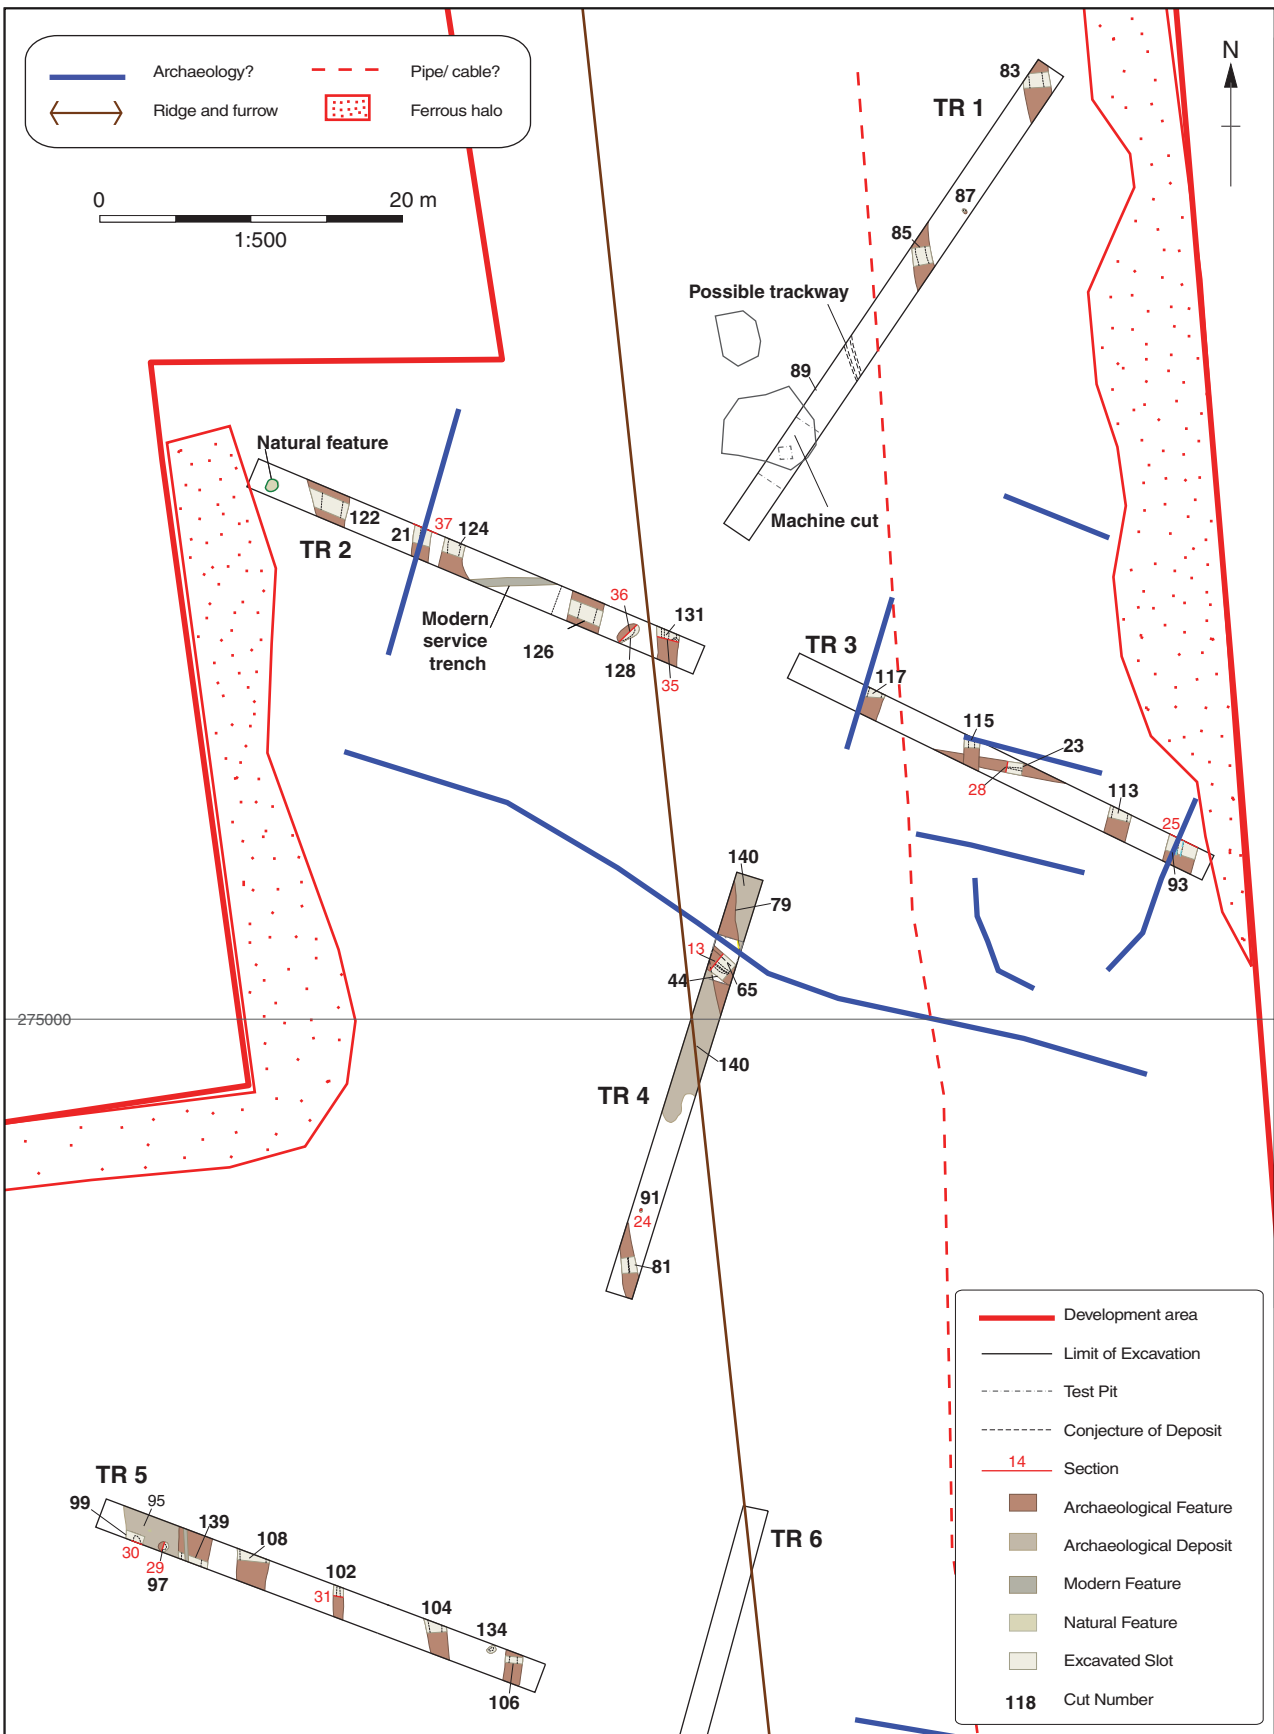 Archaeology?
Pipe/ cable?
Ridge and furrow
Ferrous halo
N
0
20 m
1:500
83
TR 1
87
85
Possible trackway
89
Machine cut
Natural feature
122
21
37
124
TR 2
Modern
service
trench
126
36
128
131
35
TR 3
117
115
23
28
113
25
93
140
79
13
44
65
275000
140
TR 4
91
24
81
TR 5
99
95
139
108
30
29
97
102
31
104
134
106
TR 6
Development area
Limit of Excavation
Test Pit
Conjecture of Deposit
14
Section
Archaeological Feature
Archaeological Deposit
Modern Feature
Natural Feature
Excavated Slot
118
Cut Number